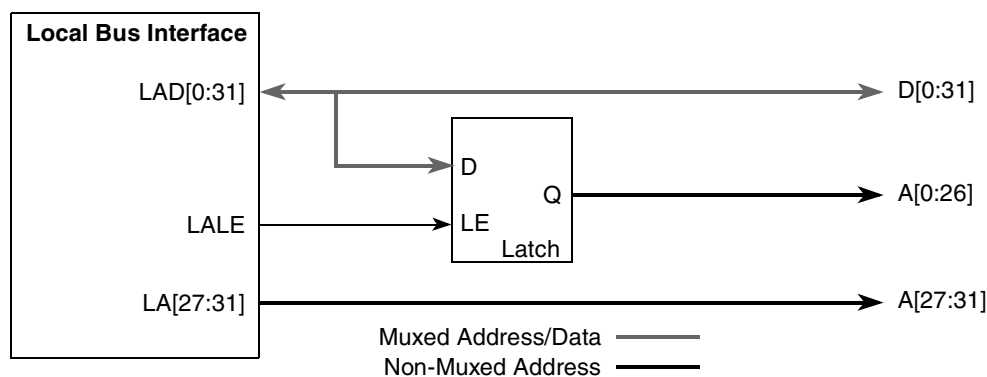 Local Bus Interface
LAD[0:31]
D[0:31]
D
Q
A[0:26]
LALE
LE
Latch
LA[27:31]
A[27:31]
Muxed Address/Data
Non-Muxed Address